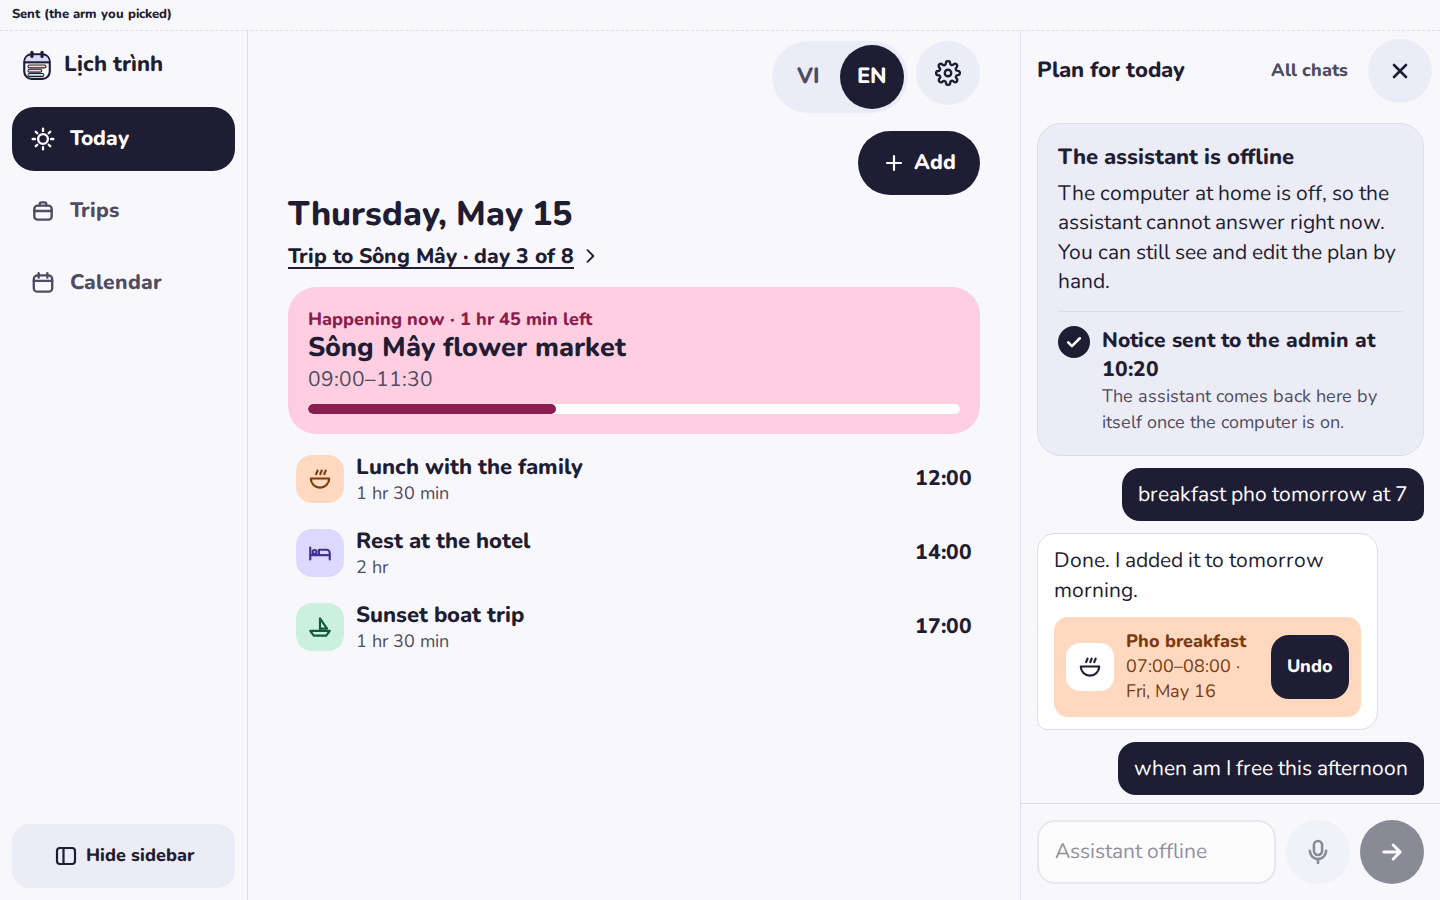 Sent (the arm you picked)
Lịch trình
Today
Trips
Calendar
Hide sidebar
VI
EN
Add
Thursday, May 15
Trip to Sông Mây · day 3 of 8
Happening now · 1 hr 45 min left
Sông Mây flower market
09:00–11:30
Lunch with the family
1 hr 30 min
12:00
Rest at the hotel
2 hr
14:00
Sunset boat trip
1 hr 30 min
17:00
Plan for today
All chats
The assistant is offline
The computer at home is off, so the
assistant cannot answer right now.
You can still see and edit the plan by
hand.
Notice sent to the admin at
10:20
The assistant comes back here by
itself once the computer is on.
breakfast pho tomorrow at 7
Done. I added it to tomorrow
morning.
Pho breakfast
07:00–08:00 ·
Fri, May 16
Undo
when am I free this afternoon
Assistant offline